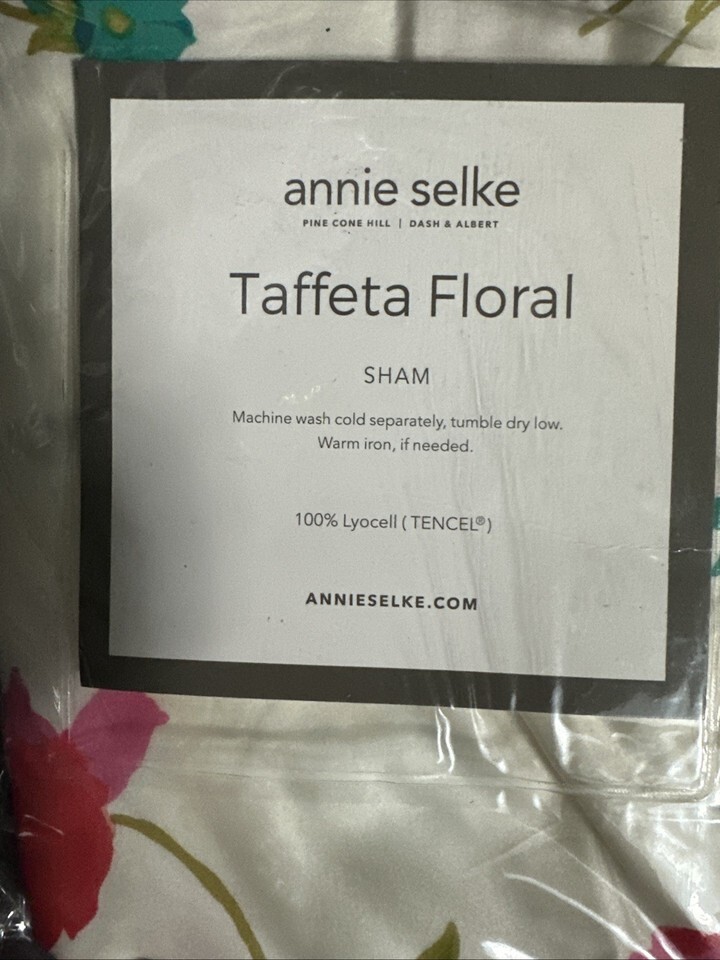 annie selke
PINE CONE HILL | DASH & ALBERT
Taffeta Floral
SHAM
Machine wash cold separately, tumble dry low.
Warm iron, if needed.
100% Lyocell ( TENCEL®)
ANNIESELKE.COM